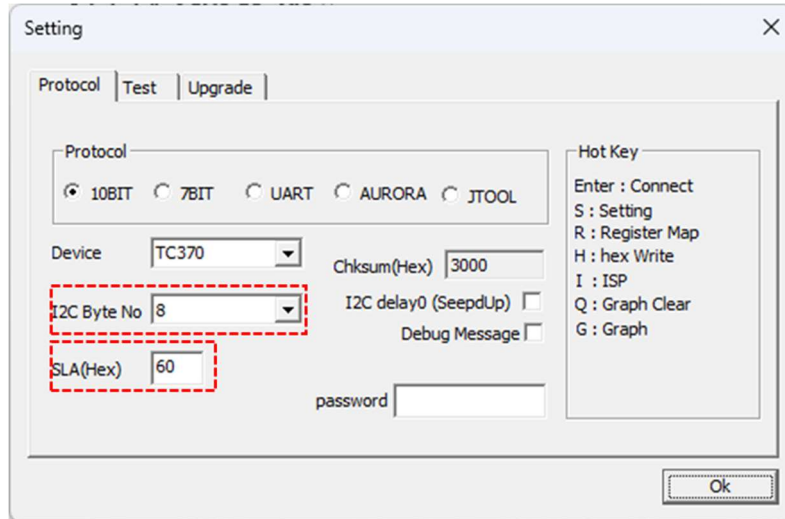 Setting
Protocol
Test
Upgrade
Protocol
10BIT 7BIT UART AURORA JTOOL
Device TC370
Chksum(Hex) 3000
I2C Byte No 8
I2C delay0 (SeepdUp)
Debug Message
SLA(Hex) 60
password
Hot Key
Enter : Connect
S : Setting
R : Register Map
H : hex Write
I : ISP
Q : Graph Clear
G : Graph
Ok